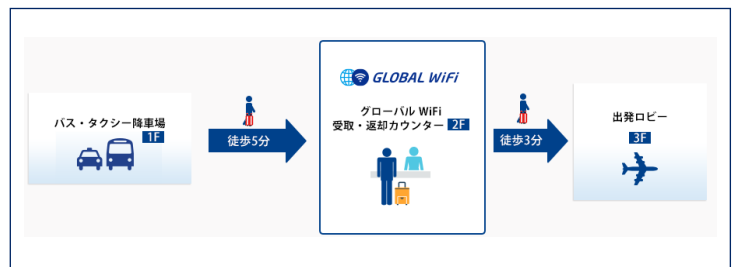 バス・タクシー降車場
1F
徒歩5分
GLOBAL WiFi
グローバル WiFi
受取・返却カウンター 2F
徒歩3分
出発ロビー
3F